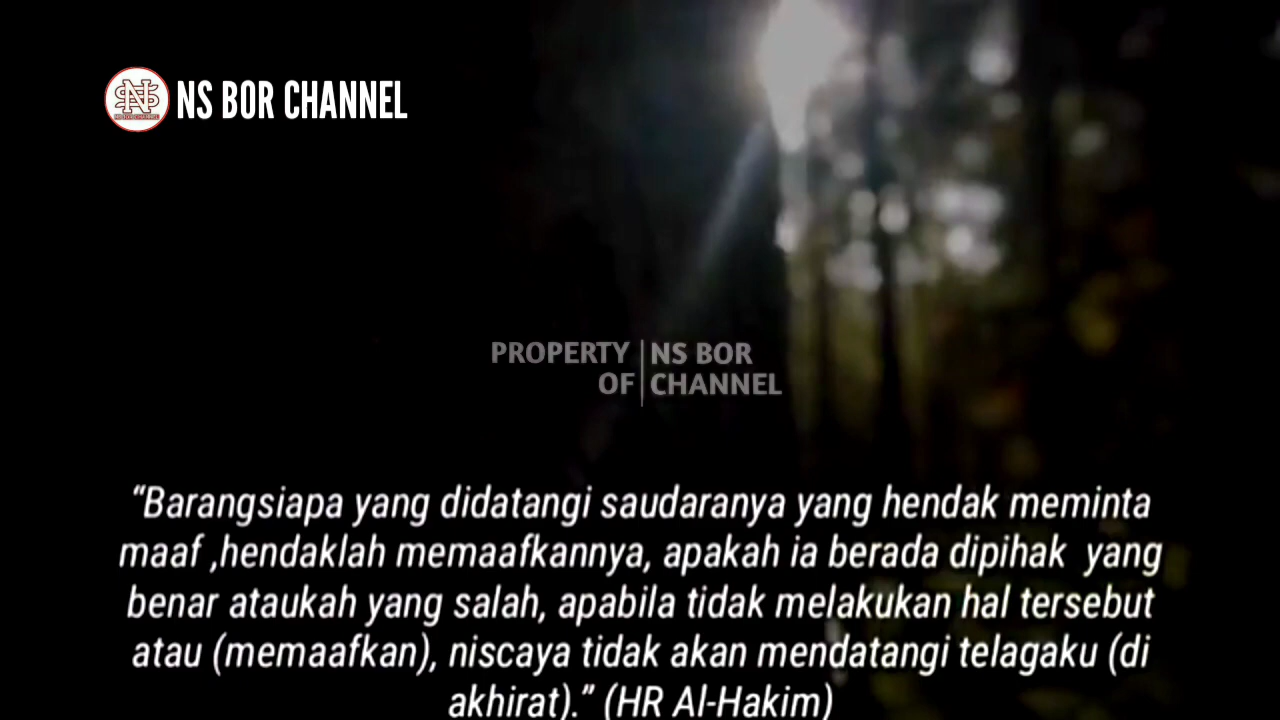 NS BOR CHANNEL
PROPERTY OF
NS BOR CHANNEL
“Barangsiapa yang didatangi saudaranya yang hendak meminta
maaf ,hendaklah memaafkannya, apakah ia berada dipihak yang
benar ataukah yang salah, apabila tidak melakukan hal tersebut
atau (memaafkan), niscaya tidak akan mendatangi telagaku (di
akhirat).” (HR Al-Hakim)